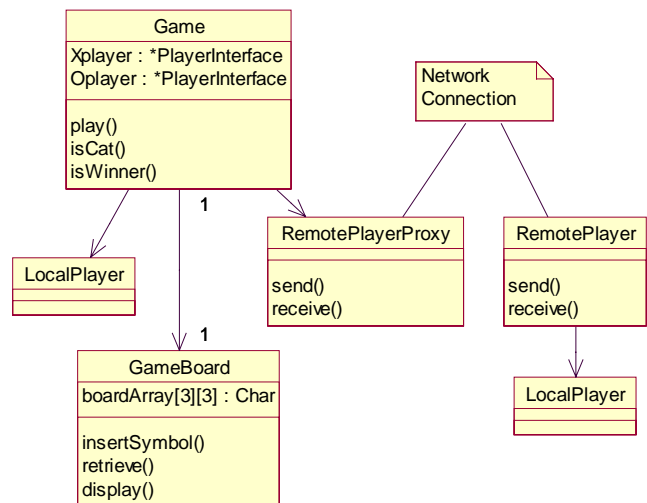 Game
Xplayer : *PlayerInterface
Oplayer : *PlayerInterface
play()
isCat()
isWinner()
Network
Connection
1
RemotePlayerProxy
send()
receive()
RemotePlayer
send()
receive()
LocalPlayer
1
GameBoard
boardArray[3][3] : Char
insertSymbol()
retrieve()
display()
LocalPlayer